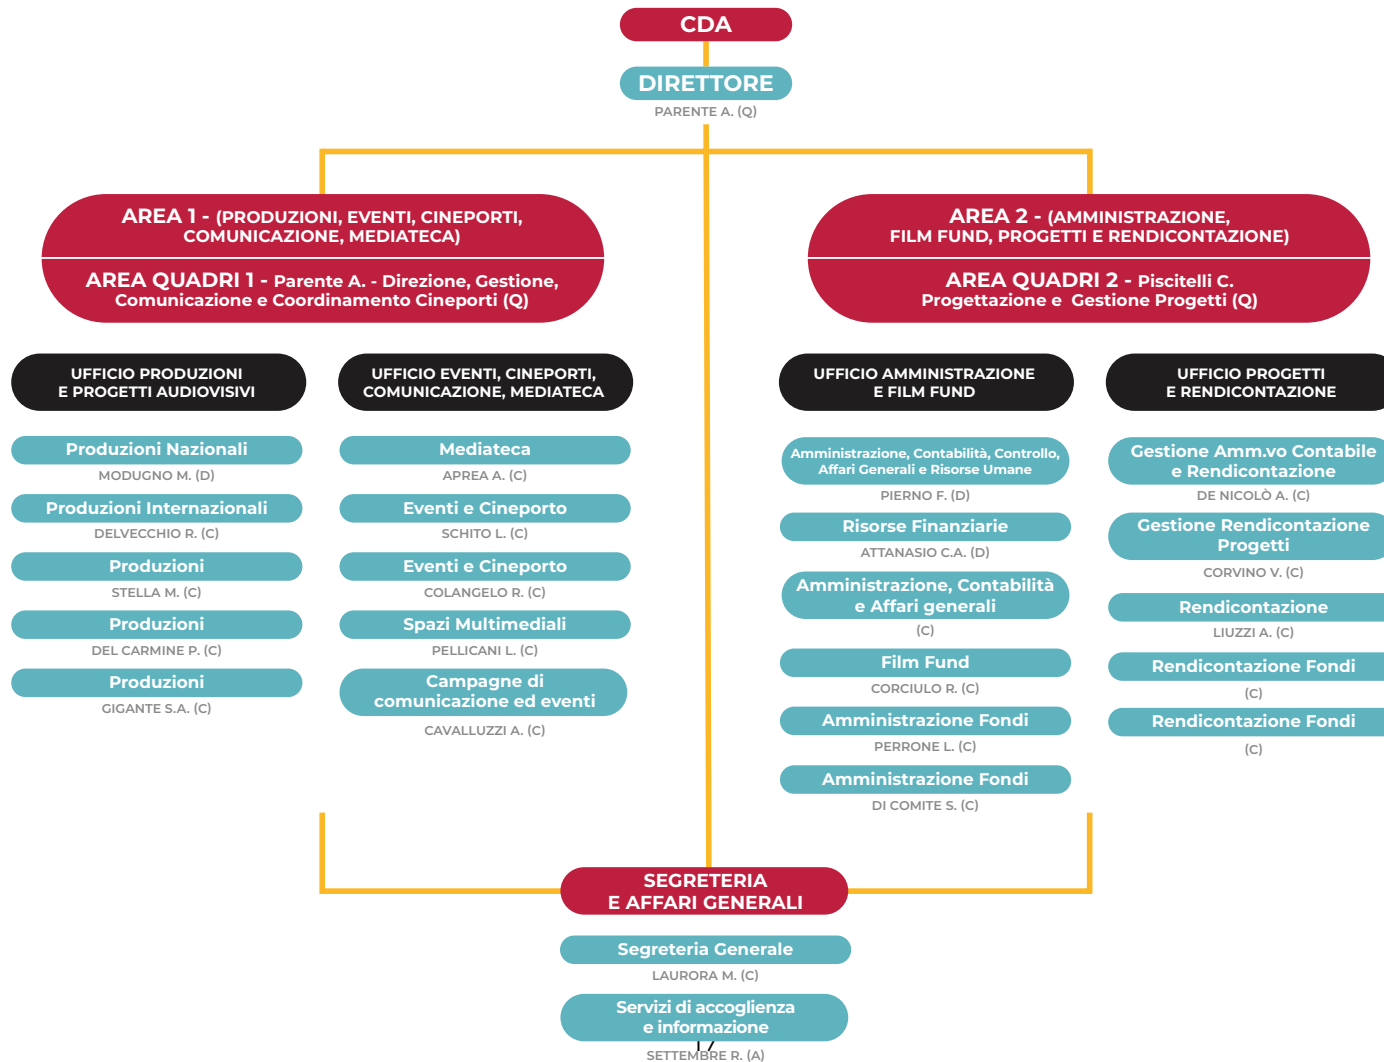 CDA
DIRETTORE
PARENTE A. (Q)
AREA 1 - (PRODUZIONI, EVENTI, CINEPORTI,
COMUNICAZIONE, MEDIATECA)
AREA QUADRI 1 - Parente A. - Direzione, Gestione,
Comunicazione e Coordinamento Cineporti (Q)
AREA 2 - (AMMINISTRAZIONE,
FILM FUND, PROGETTI E RENDICONTAZIONE)
AREA QUADRI 2 - Piscitelli C.
Progettazione e Gestione Progetti (Q)
UFFICIO PRODUZIONI
E PROGETTI AUDIOVISIVI
Produzioni Nazionali
MODUGNO M. (D)
Produzioni Internazionali
DELVECCHIO R. (C)
Produzioni
STELLA M. (C)
Produzioni
DEL CARMINE P. (C)
Produzioni
GIGANTE S.A. (C)
UFFICIO EVENTI, CINEPORTI,
COMUNICAZIONE, MEDIATECA
Mediateca
APREA A. (C)
Eventi e Cineporto
SCHITO L. (C)
Eventi e Cineporto
COLANGELO R. (C)
Spazi Multimediali
PELLICANI L. (C)
Campagne di
comunicazione ed eventi
CAVALLUZZI A. (C)
UFFICIO AMMINISTRAZIONE
E FILM FUND
Amministrazione, Contabilità, Controllo,
Affari Generali e Risorse Umane
PIERNO F. (D)
Risorse Finanziarie
ATTANASIO C.A. (D)
Amministrazione, Contabilità
e Affari generali
(C)
Film Fund
CORCIULO R. (C)
Amministrazione Fondi
PERRONE L. (C)
Amministrazione Fondi
DI COMITE S. (C)
UFFICIO PROGETTI
E RENDICONTAZIONE
Gestione Amm.vo Contabile
e Rendicontazione
DE NICOLÒ A. (C)
Gestione Rendicontazione
Progetti
CORVINO V. (C)
Rendicontazione
LIUZZI A. (C)
Rendicontazione Fondi
(C)
Rendicontazione Fondi
(C)
SEGRETERIA
E AFFARI GENERALI
Segreteria Generale
LAURORA M. (C)
Servizi di accoglienza
e informazione
17
SETTEMBRE R. (A)